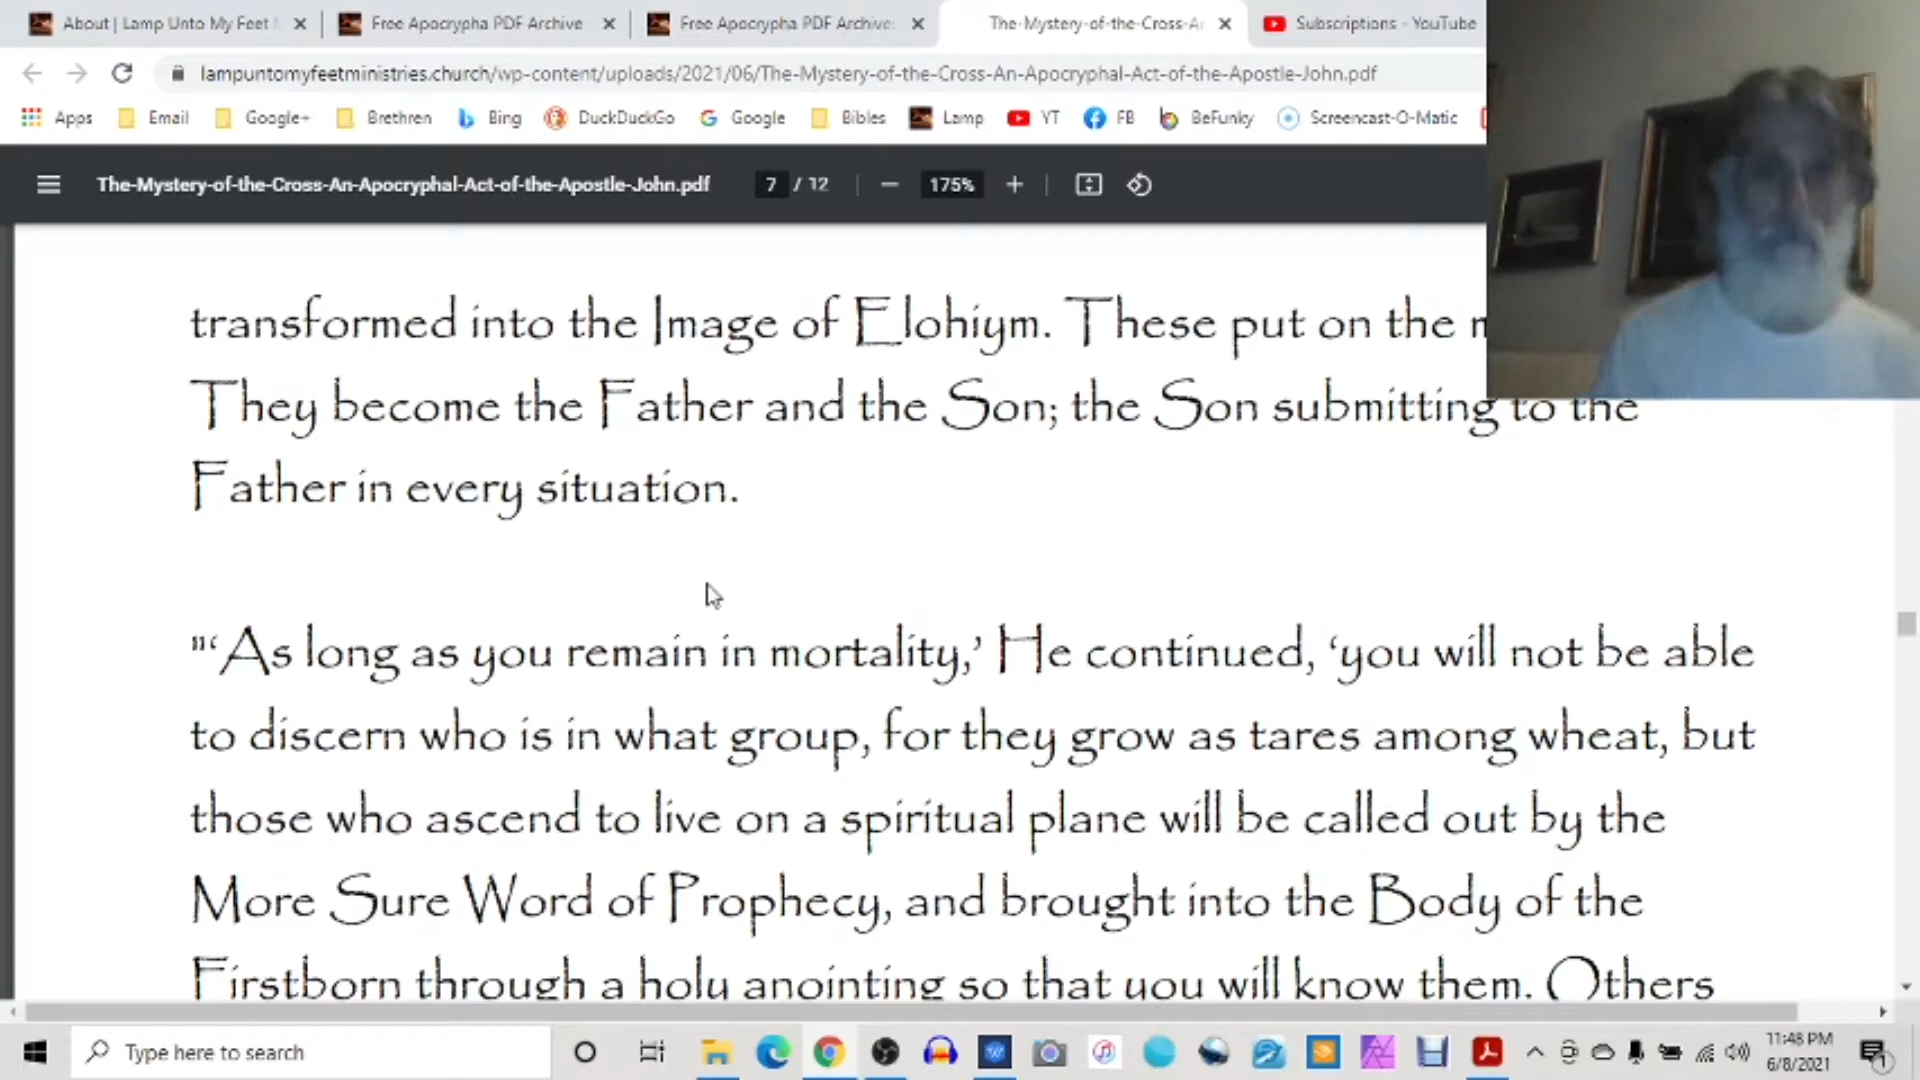 About | Lamp Unto My Feet
Free Apocrypha PDF Archive
Free Apocrypha PDF Archive
The-Mystery-of-the-Cross-A
Subscriptions - YouTube
lampuntomyfeetministries.church/wp-content/uploads/2021/06/The-Mystery-of-the-Cross-An-Apocryphal-Act-of-the-Apostle-John.pdf
Apps Email Google+ Brethren Bing DuckDuckGo Google Bibles Lamp YT FB BeFunky Screencast-O-Matic
The-Mystery-of-the-Cross-An-Apocryphal-Act-of-the-Apostle-John.pdf 7 / 12 175%
transformed into the Image of Elohiym. These put on the
They become the Father and the Son; the Son submitting to the
Father in every situation.
"‘As long as you remain in mortality,’ He continued, ‘you will not be able
to discern who is in what group, for they grow as tares among wheat, but
those who ascend to live on a spiritual plane will be called out by the
More Sure Word of Prophecy, and brought into the Body of the
Firstborn through a holy anointing so that you will know them. Others
Type here to search
11:48 PM
6/8/2021
1